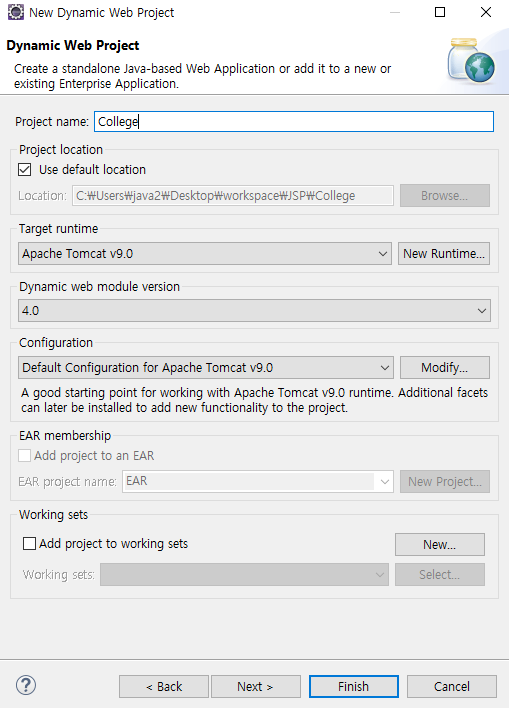 New Dynamic Web Project
Dynamic Web Project
Create a standalone Java-based Web Application or add it to a new or
existing Enterprise Application.
Project name: College
Project location
Use default location
Location: C:₩Users₩java2₩Desktop₩workspace₩JSP₩College Browse...
Target runtime
Apache Tomcat v9.0 New Runtime...
Dynamic web module version
4.0
Configuration
Default Configuration for Apache Tomcat v9.0 Modify...
A good starting point for working with Apache Tomcat v9.0 runtime. Additional facets
can later be installed to add new functionality to the project.
EAR membership
Add project to an EAR
EAR project name: EAR New Project...
Working sets
Add project to working sets New...
Working sets: Select...
? < Back Next > Finish Cancel